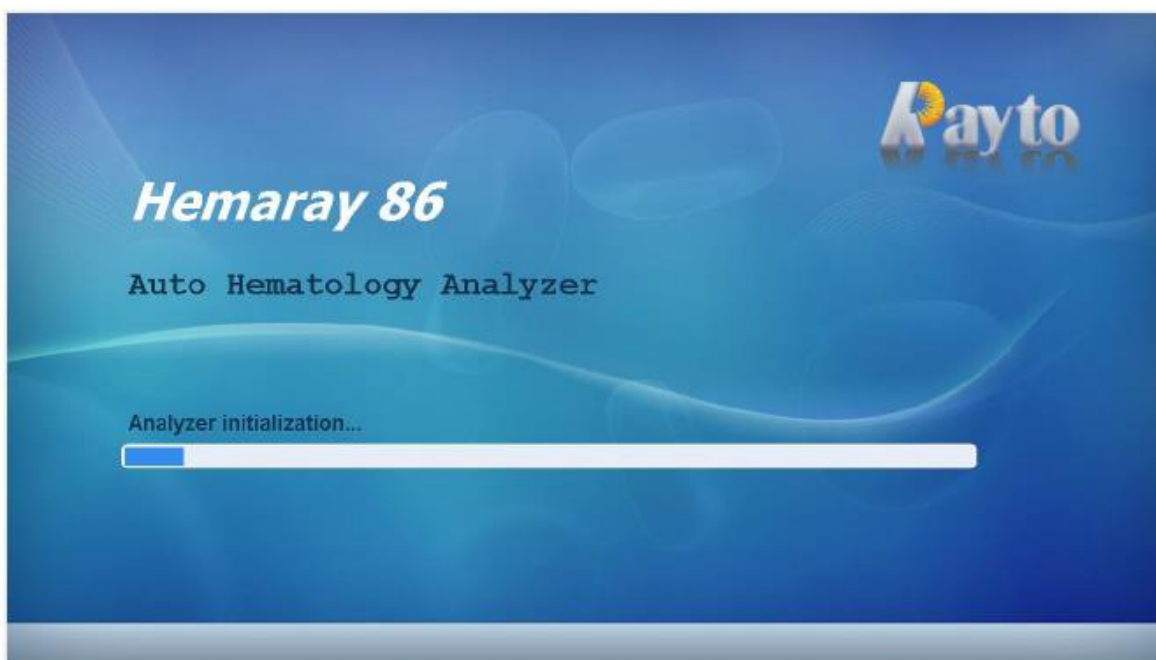 Rayto
Hemaray 86
Auto Hematology Analyzer
Analyzer initialization...